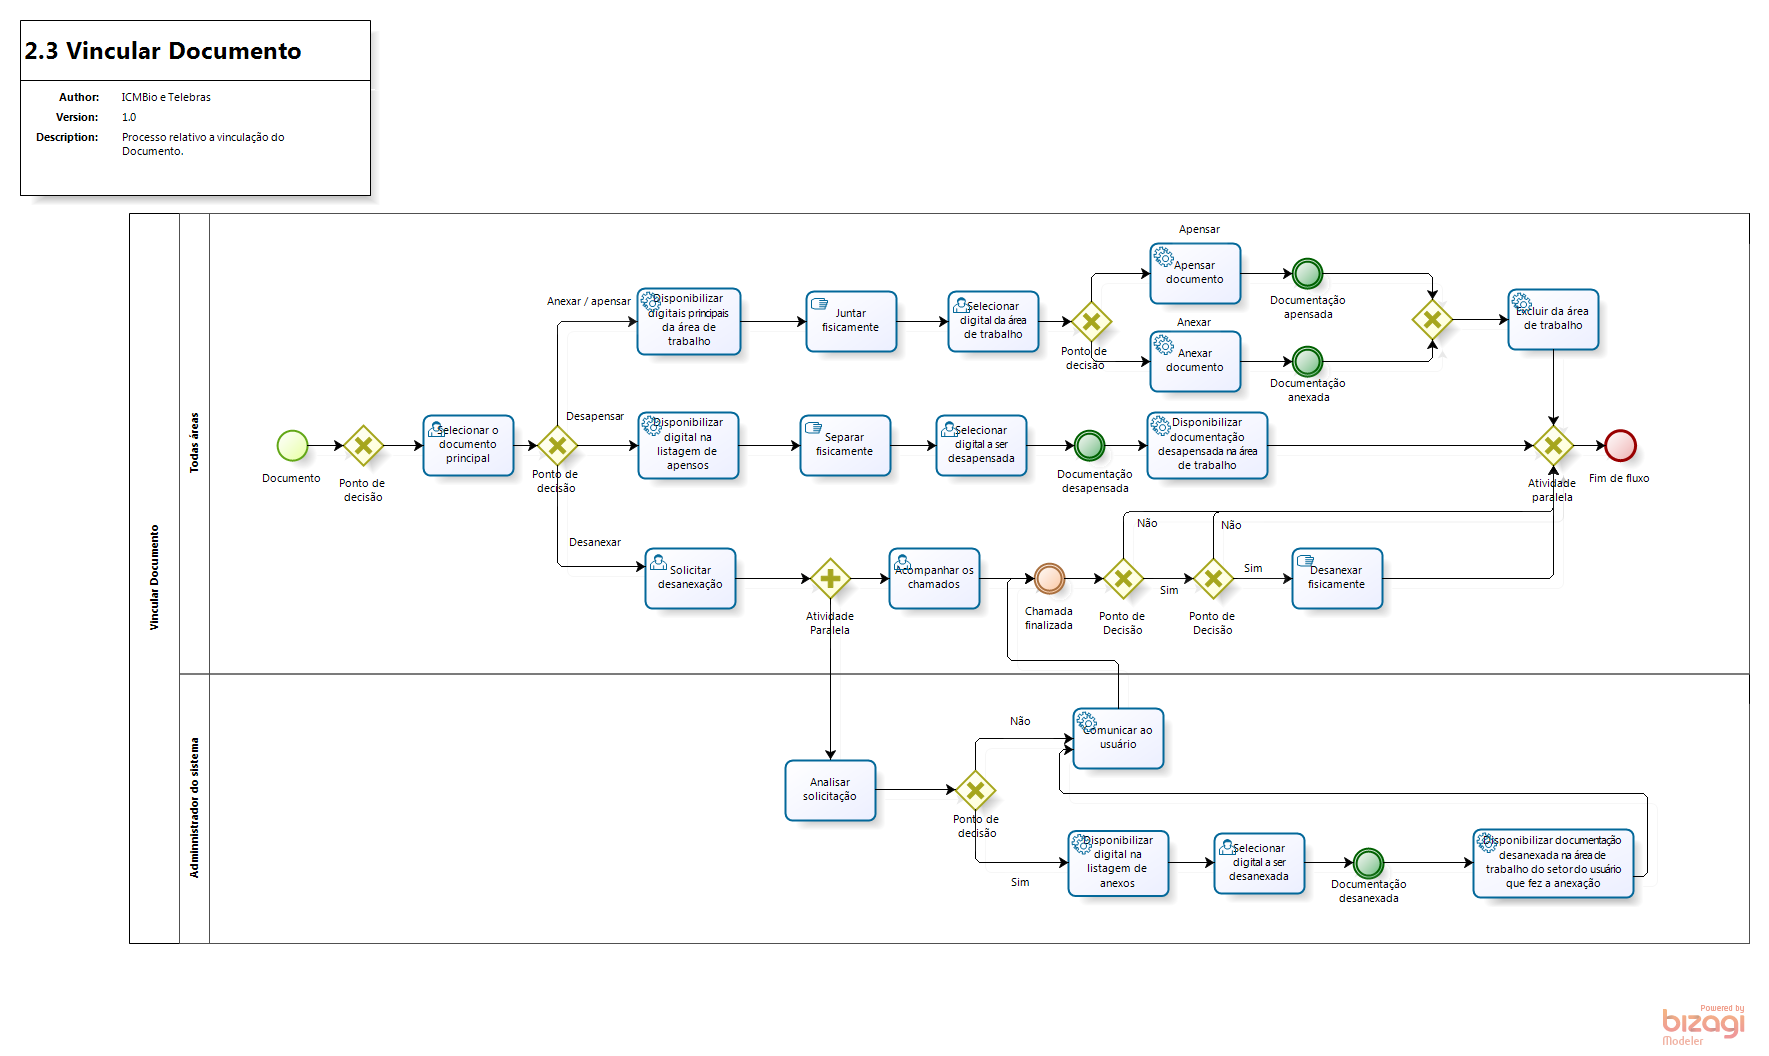 2.3 Vincular Documento
Author: ICMBio e Telebras
Version: 1.0
Description: Processo relativo a vinculação do
Documento.
Vincular Documento
Todas áreas
Documento
Ponto de
decisão
Selecionar o
documento
principal
Ponto de
decisão
Anexar / apensar
Disponibilizar
digitais principais
da área de
trabalho
Juntar
fisicamente
Selecionar
digital da área
de trabalho
Ponto de
decisão
Apensar
Apensar
documento
Documentação
apensada
Anexar
Anexar
documento
Documentação
anexada
Excluir da área
de trabalho
Desapensar
Disponibilizar
digital na
listagem de
apensos
Separar
fisicamente
Selecionar
digital a ser
desapensada
Documentação
desapensada
Disponibilizar
documentação
desapensada na área
de trabalho
Atividade
paralela
Fim de fluxo
Desanexar
Solicitar
desanexação
Atividade
Paralela
Acompanhar os
chamados
Chamada
finalizada
Não
Ponto de
Decisão
Sim
Não
Ponto de
Decisão
Sim
Desanexar
fisicamente
Adminnistrador do sistema
Analisar
solicitação
Ponto de
decisão
Não
Comunicar ao
usuário
Sim
Disponibilizar
digital na
listagem de
anexos
Selecionar
digital a ser
desanexada
Documentação
desanexada
Disponibilizar documentação
desanexada na área de
trabalho do setor do usuário
que fez a anexação
Powered by
bizagi
Modeler